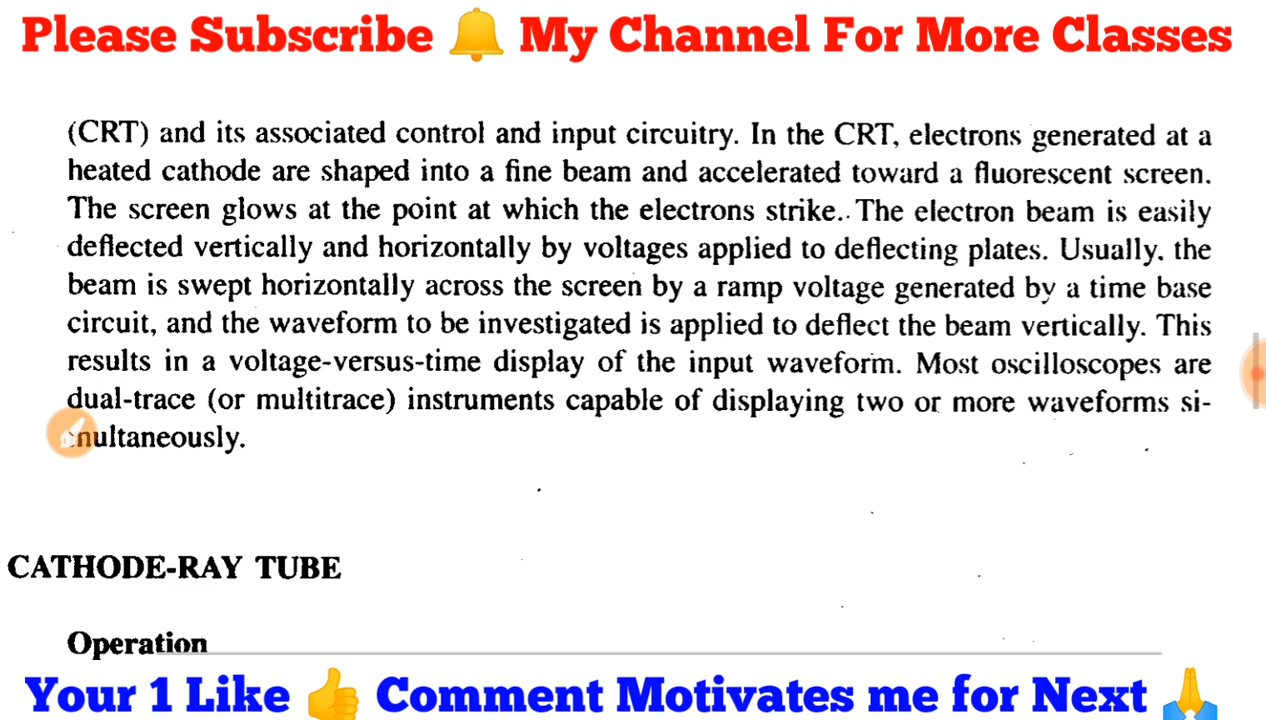 Please Subscribe 🔔 My Channel For More Classes
(CRT) and its associated control and input circuitry. In the CRT, electrons generated at a
heated cathode are shaped into a fine beam and accelerated toward a fluorescent screen.
The screen glows at the point at which the electrons strike. The electron beam is easily
deflected vertically and horizontally by voltages applied to deflecting plates. Usually, the
beam is swept horizontally across the screen by a ramp voltage generated by a time base
circuit, and the waveform to be investigated is applied to deflect the beam vertically. This
results in a voltage-versus-time display of the input waveform. Most oscilloscopes are
dual-trace (or multitrace) instruments capable of displaying two or more waveforms si-
multaneously.
CATHODE-RAY TUBE
Operation
Your 1 Like 👍 Comment Motivates me for Next 🙏